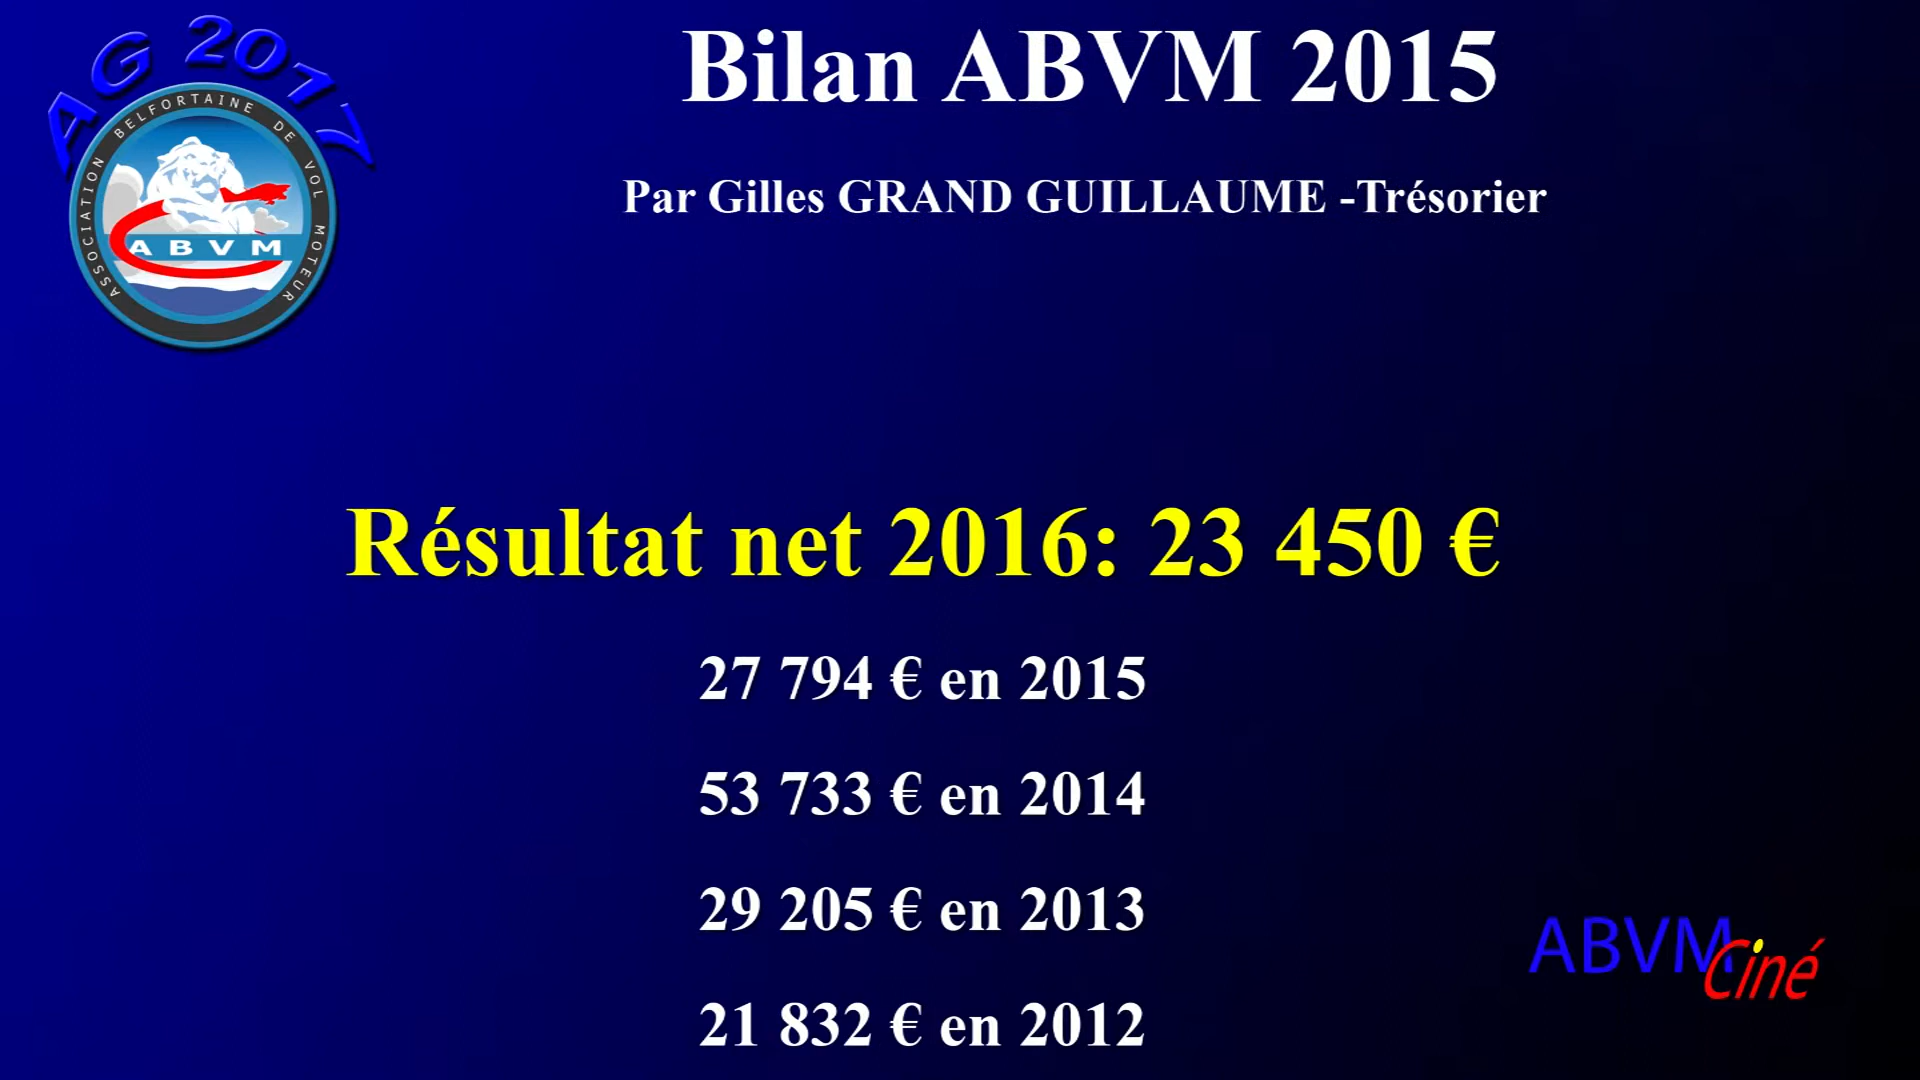 AG 2017
ASSOCIATION BELFORTAINE DE VOL MOTEUR
ABVM
Bilan ABVM 2015
Par Gilles GRAND GUILLAUME -Trésorier
Résultat net 2016: 23 450 €
27 794 € en 2015
53 733 € en 2014
29 205 € en 2013
21 832 € en 2012
ABVM Ciné